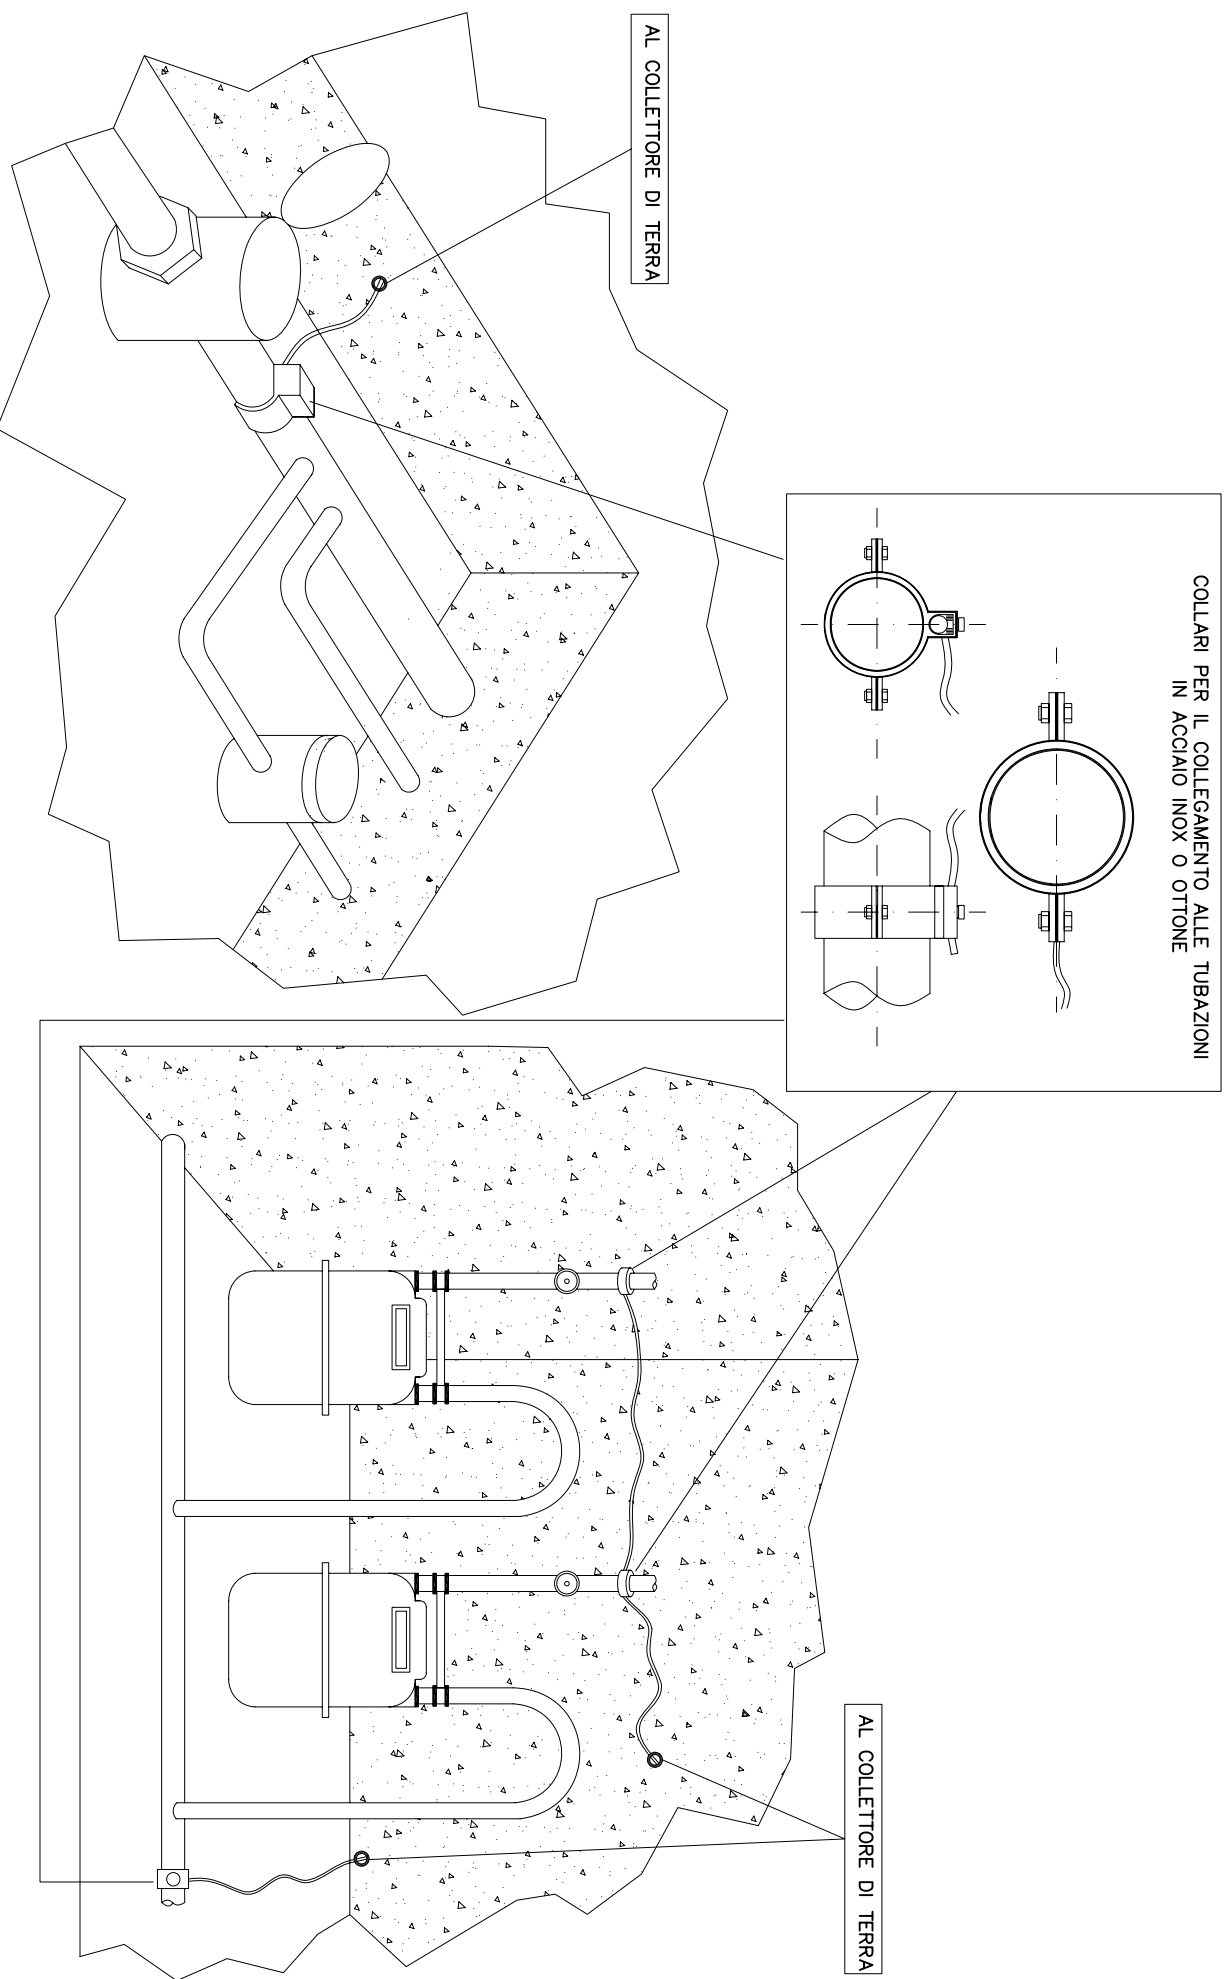 AL COLLETTORE DI TERRA
COLLARI PER IL COLLEGAMENTO ALLE TUBAZIONI
IN ACCIAIO INOX O OTTONE
AL COLLETTORE DI TERRA